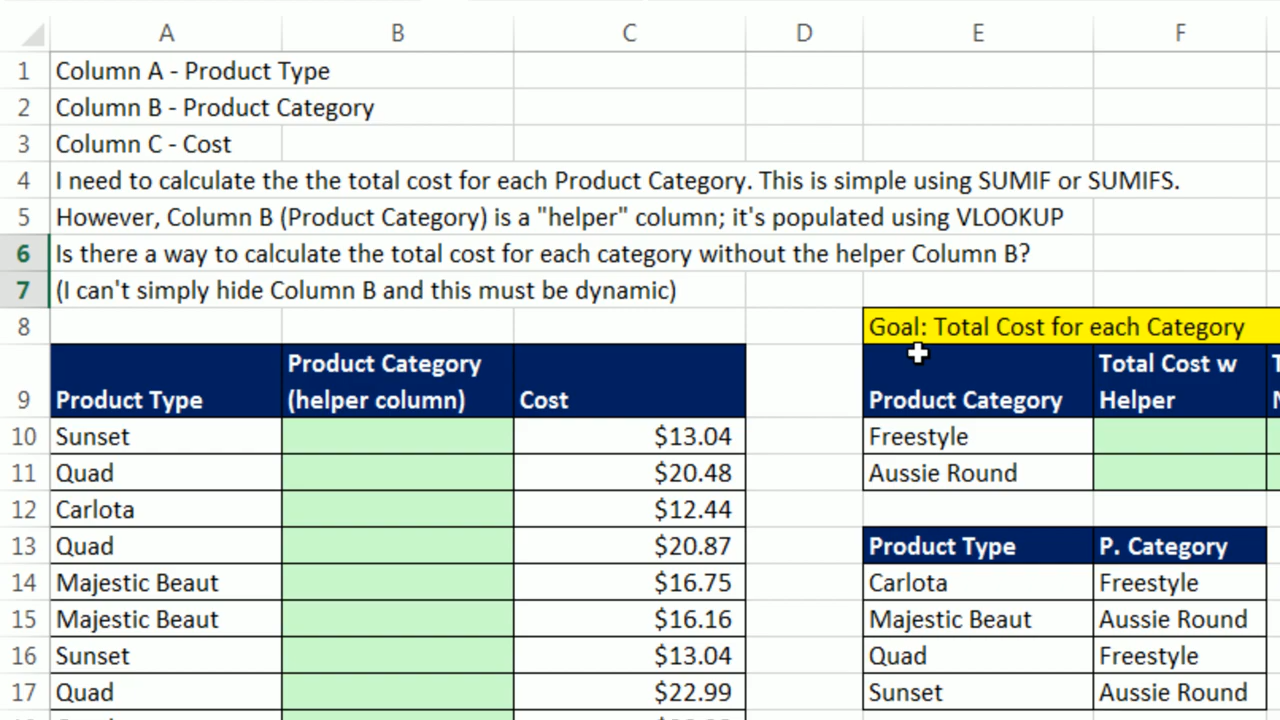 A B C D E F
1 Column A - Product Type
2 Column B - Product Category
3 Column C - Cost
4 I need to calculate the the total cost for each Product Category. This is simple using SUMIF or SUMIFS.
5 However, Column B (Product Category) is a "helper" column; it's populated using VLOOKUP
6 Is there a way to calculate the total cost for each category without the helper Column B?
7 (I can't simply hide Column B and this must be dynamic)
8 Goal: Total Cost for each Category
Product Category Total Cost w
9 Product Type (helper column) Cost Product Category Helper
10 Sunset $13.04 Freestyle
11 Quad $20.48 Aussie Round
12 Carlota $12.44
13 Quad $20.87 Product Type P. Category
14 Majestic Beaut $16.75 Carlota Freestyle
15 Majestic Beaut $16.16 Majestic Beaut Aussie Round
16 Sunset $13.04 Quad Freestyle
17 Quad $22.99 Sunset Aussie Round